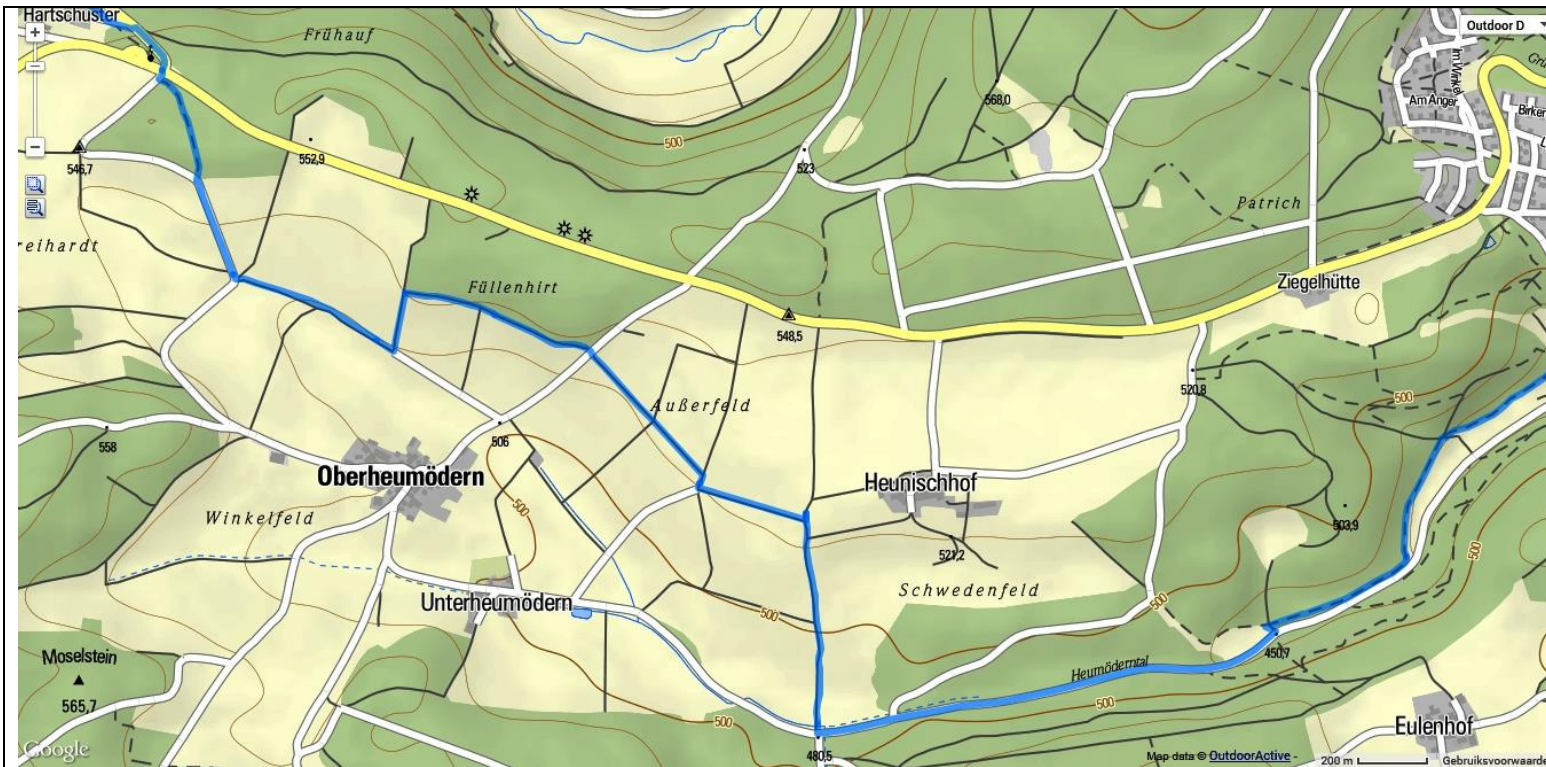 Hartschuster
Frühauf
Outdoor D
Im Winkel
Am Anger
568,0
500
552,9
546,7
523
Patrich
reihardt
Füllenhirt
Ziegelhütte
548,5
520,8
500
Außerfeld
506
558
Oberheumödern
Heunischhof
Winkelfeld
500
503,9
521,2
500
Schwedenfeld
Unterheumödern
500
500
Moselstein
565,7
Heumöderntal
450,7
500
500
Eulenhof
480,5
Google
Map data © OutdoorActive -
200 m
Gebruiksvoorwaarde